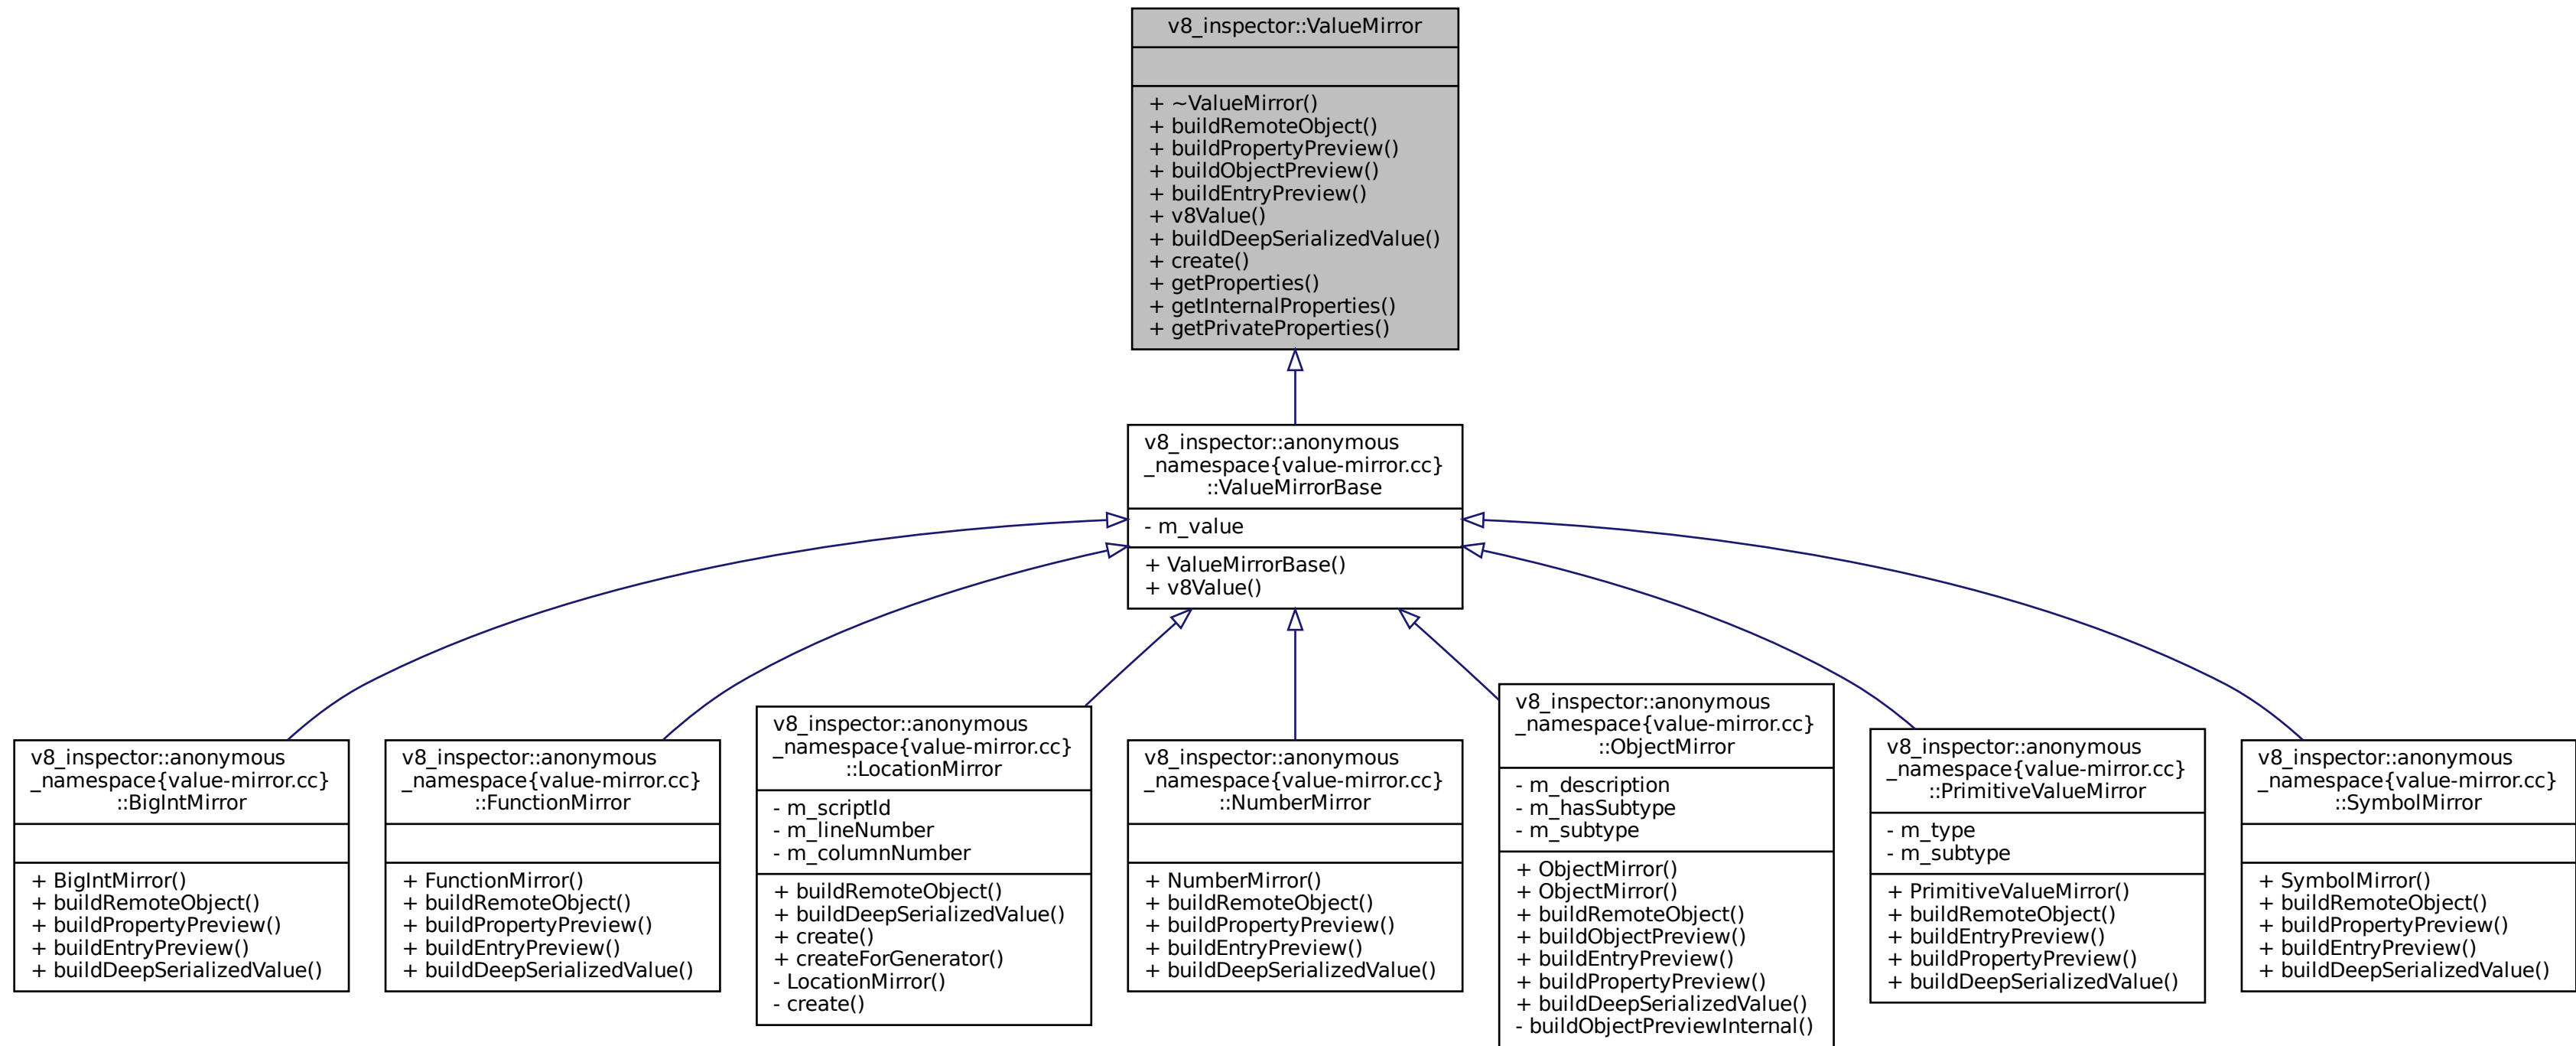 v8_inspector::ValueMirror
+ ~ValueMirror()
+ buildRemoteObject()
+ buildPropertyPreview()
+ buildObjectPreview()
+ buildEntryPreview()
+ v8Value()
+ buildDeepSerializedValue()
+ create()
+ getProperties()
+ getInternalProperties()
+ getPrivateProperties()
v8_inspector::anonymous
_namespace{value-mirror.cc}
::ValueMirrorBase
- m_value
+ ValueMirrorBase()
+ v8Value()
v8_inspector::anonymous
_namespace{value-mirror.cc}
::BigIntMirror
+ BigIntMirror()
+ buildRemoteObject()
+ buildPropertyPreview()
+ buildEntryPreview()
+ buildDeepSerializedValue()
v8_inspector::anonymous
_namespace{value-mirror.cc}
::FunctionMirror
+ FunctionMirror()
+ buildRemoteObject()
+ buildPropertyPreview()
+ buildEntryPreview()
+ buildDeepSerializedValue()
v8_inspector::anonymous
_namespace{value-mirror.cc}
::LocationMirror
- m_scriptId
- m_lineNumber
- m_columnNumber
+ buildRemoteObject()
+ buildDeepSerializedValue()
+ create()
+ createForGenerator()
- LocationMirror()
- create()
v8_inspector::anonymous
_namespace{value-mirror.cc}
::NumberMirror
+ NumberMirror()
+ buildRemoteObject()
+ buildPropertyPreview()
+ buildEntryPreview()
+ buildDeepSerializedValue()
v8_inspector::anonymous
_namespace{value-mirror.cc}
::ObjectMirror
- m_description
- m_hasSubtype
- m_subtype
+ ObjectMirror()
+ ObjectMirror()
+ buildRemoteObject()
+ buildObjectPreview()
+ buildEntryPreview()
+ buildPropertyPreview()
+ buildDeepSerializedValue()
- buildObjectPreviewInternal()
v8_inspector::anonymous
_namespace{value-mirror.cc}
::PrimitiveValueMirror
- m_type
- m_subtype
+ PrimitiveValueMirror()
+ buildRemoteObject()
+ buildEntryPreview()
+ buildPropertyPreview()
+ buildDeepSerializedValue()
v8_inspector::anonymous
_namespace{value-mirror.cc}
::SymbolMirror
+ SymbolMirror()
+ buildRemoteObject()
+ buildPropertyPreview()
+ buildEntryPreview()
+ buildDeepSerializedValue()